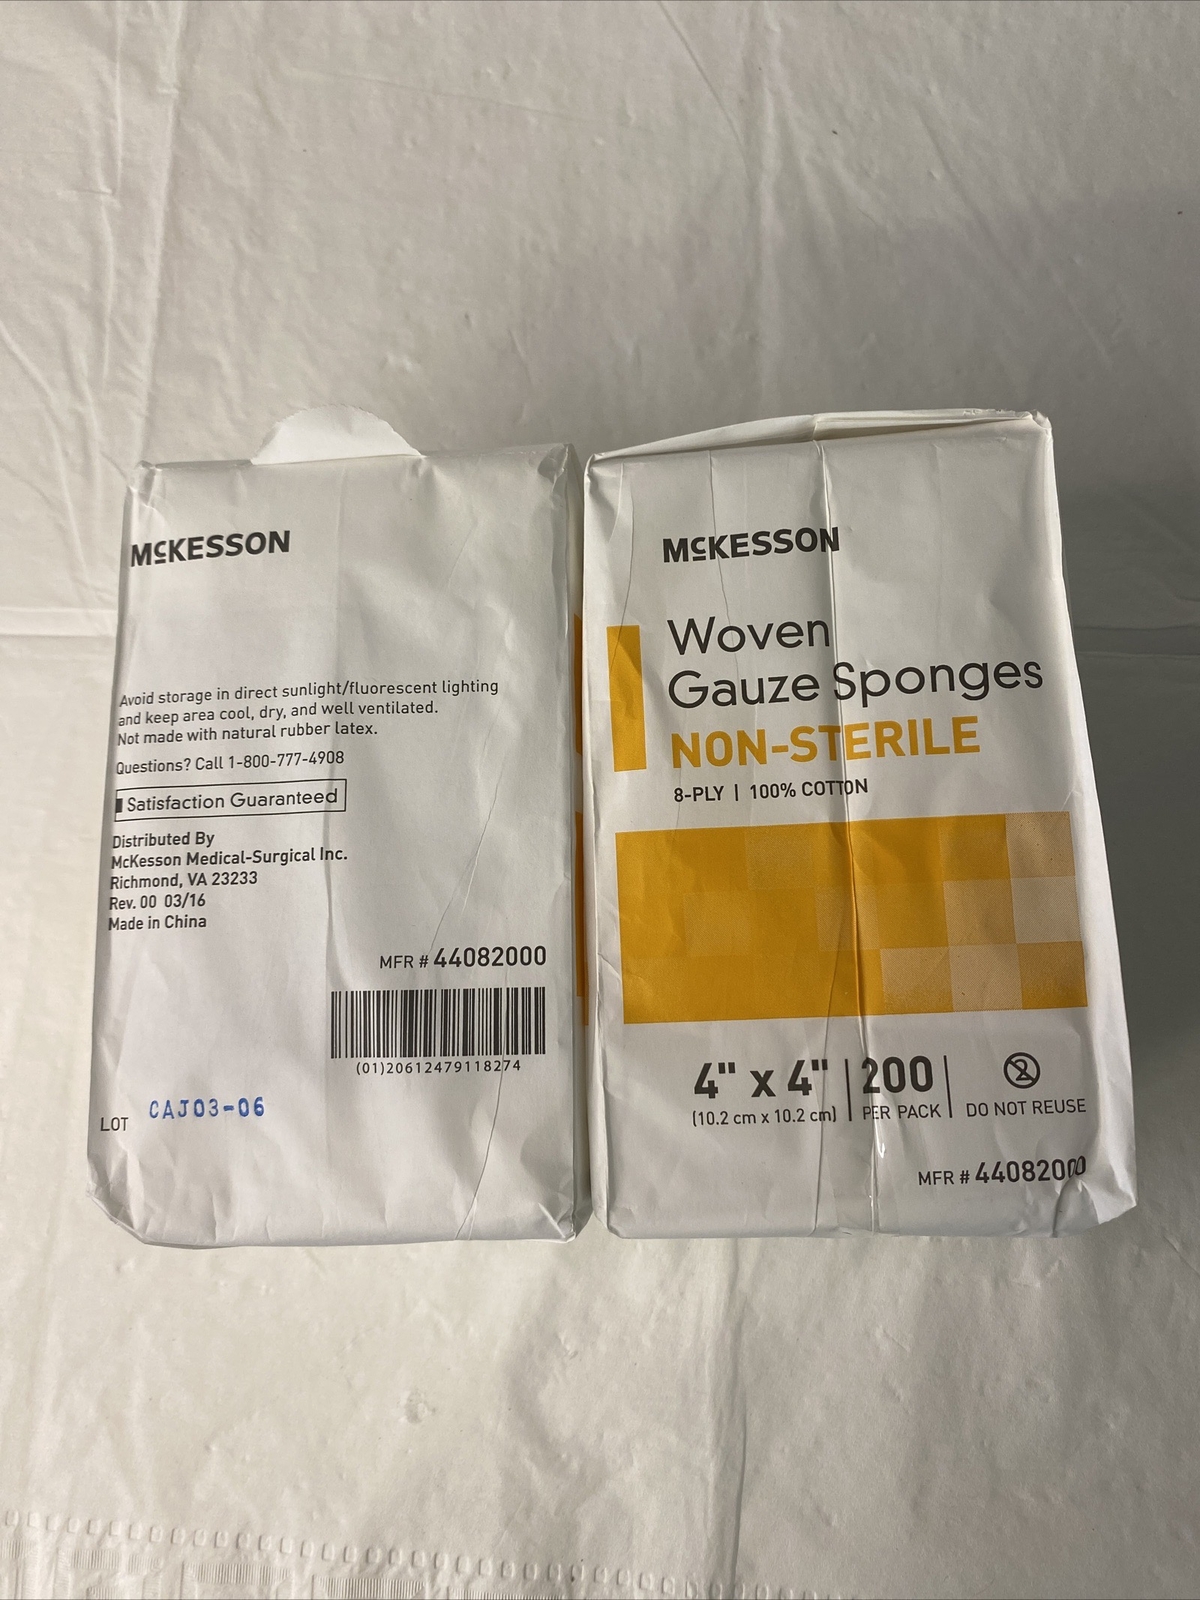 McKESSON
Avoid storage in direct sunlight/fluorescent lighting
and keep area cool, dry, and well ventilated.
Not made with natural rubber latex.
Questions? Call 1-800-777-4908
Satisfaction Guaranteed
Distributed By
McKesson Medical-Surgical Inc.
Richmond, VA 23233
Rev. 00 03/16
Made in China
MFR # 44082000
(01)20612479118274
LOT CAJ03-06
McKESSON
Woven
Gauze Sponges
NON-STERILE
8-PLY | 100% COTTON
4" x 4" | 200
(10.2 cm x 10.2 cm) PER PACK
2
DO NOT REUSE
MFR # 44082000